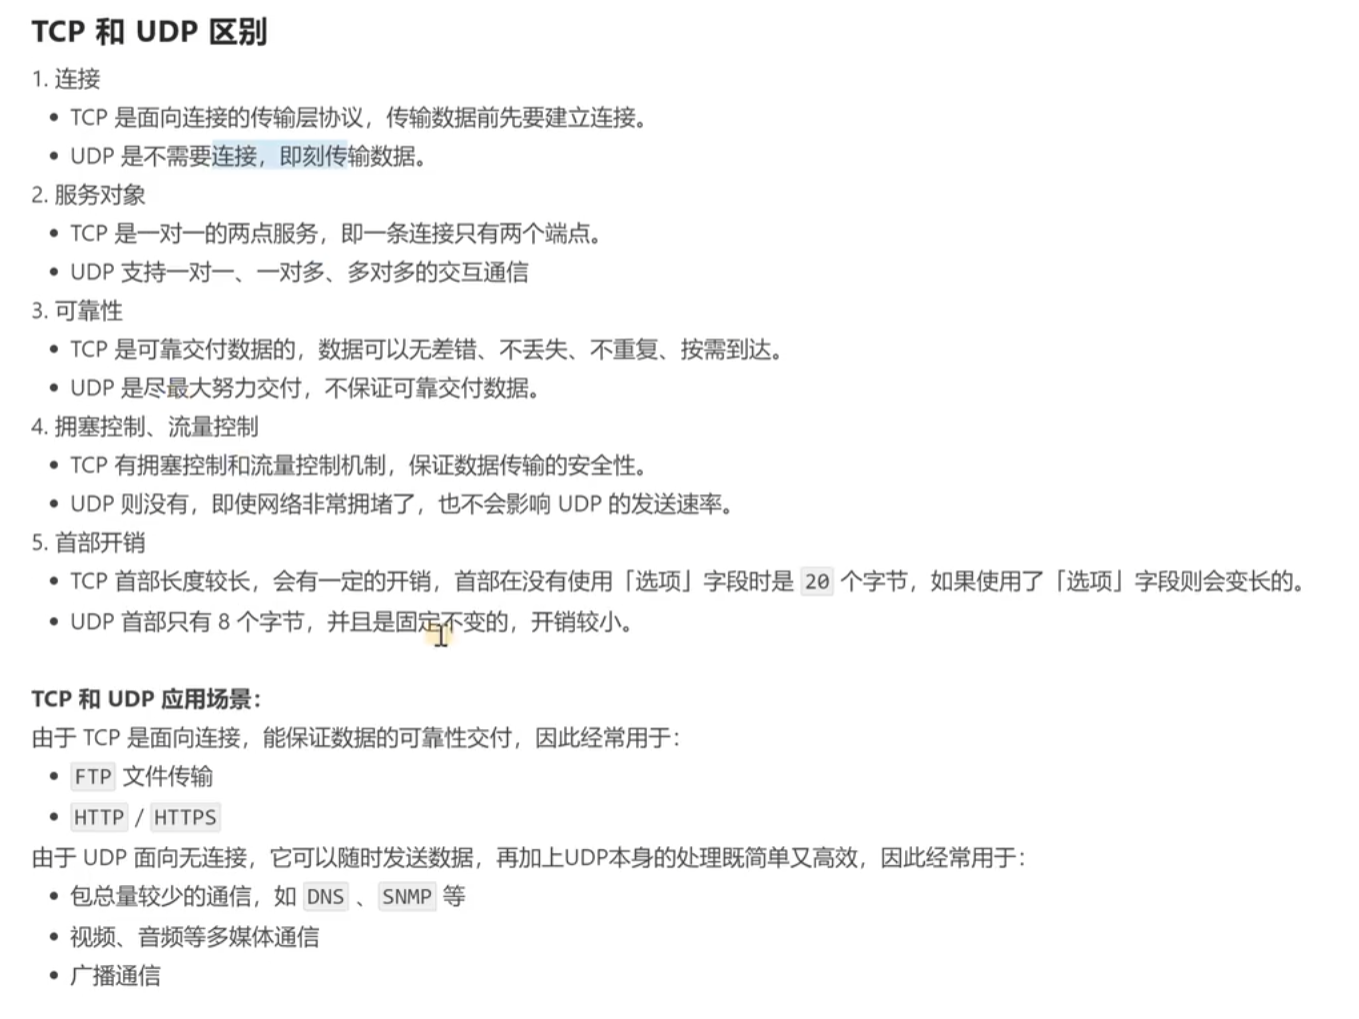 TCP 和 UDP 区别
1. 连接
• TCP 是面向连接的传输层协议，传输数据前先要建立连接。
• UDP 是不需要连接，即刻传输数据。
2. 服务对象
• TCP 是一对一的两点服务，即一条连接只有两个端点。
• UDP 支持一对一、一对多、多对多的交互通信
3. 可靠性
• TCP 是可靠交付数据的，数据可以无差错、不丢失、不重复、按需到达。
• UDP 是尽最大努力交付，不保证可靠交付数据。
4. 拥塞控制、流量控制
• TCP 有拥塞控制和流量控制机制，保证数据传输的安全性。
• UDP 则没有，即使网络非常拥堵了，也不会影响 UDP 的发送速率。
5. 首部开销
• TCP 首部长度较长，会有一定的开销，首部在没有使用「选项」字段时是 20 个字节，如果使用了「选项」字段则会变长的。
• UDP 首部只有 8 个字节，并且是固定不变的，开销较小。
TCP 和 UDP 应用场景：
由于 TCP 是面向连接，能保证数据的可靠性交付，因此经常用于：
• FTP 文件传输
• HTTP / HTTPS
由于 UDP 面向无连接，它可以随时发送数据，再加上UDP本身的处理既简单又高效，因此经常用于：
• 包总量较少的通信，如 DNS 、 SNMP 等
• 视频、音频等多媒体通信
• 广播通信